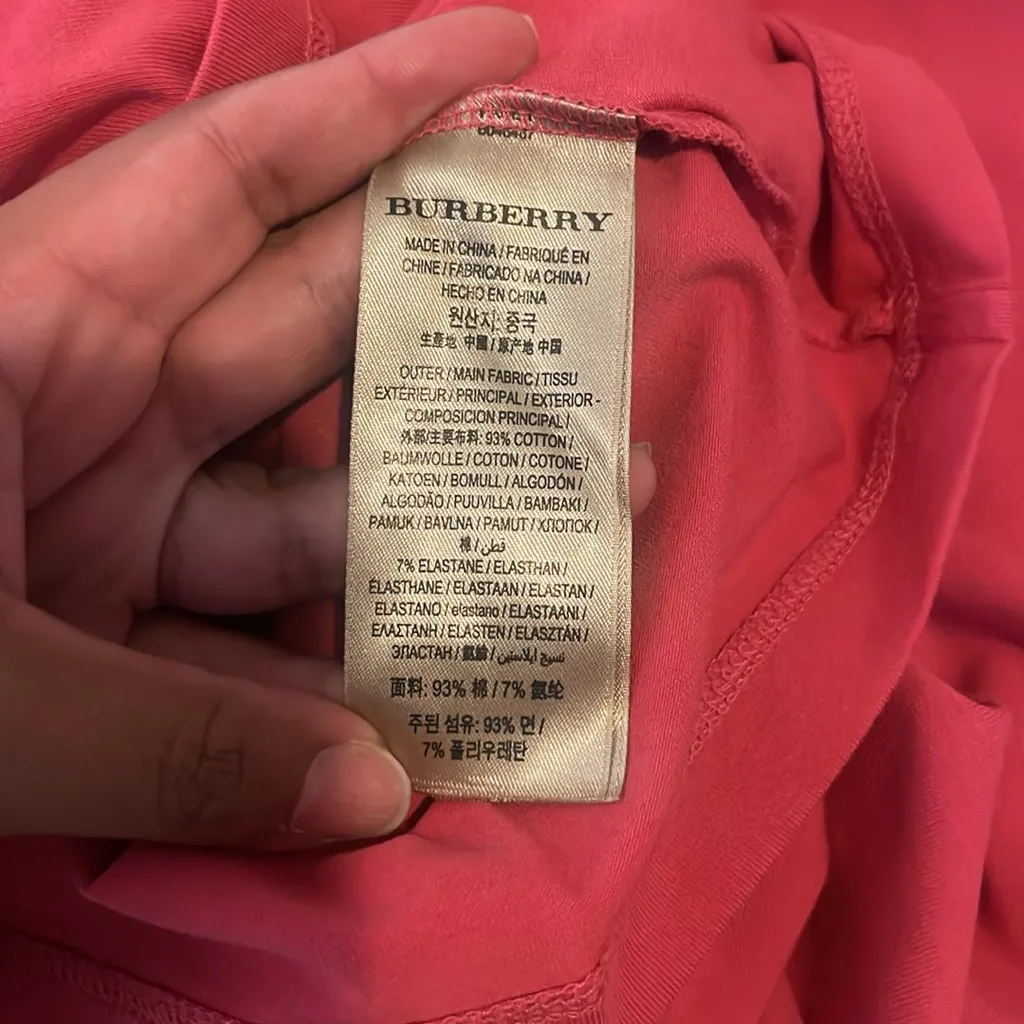 BURBERRY
MADE IN CHINA / FABRIQUÉ EN
CHINE / FABRICADO NA CHINA /
HECHO EN CHINA
원산지: 중국
生產地 中國 / 原产地 中国
OUTER / MAIN FABRIC / TISSU
EXTÉRIEUR / PRINCIPAL / EXTERIOR -
COMPOSICION PRINCIPAL /
外部/主要布料: 93% COTTON /
BAUMWOLLE / COTON / COTONE /
KATOEN / BOMULL / ALGODÓN /
ALGODÃO / PUUVILLA / BAMBAKI /
PAMUK / BAVLNA / PAMUT / ХЛОПОК /
棉 / قطن
7% ELASTANE / ELASTHAN /
ÉLASTHANE / ELASTAAN / ELASTAN /
ELASTANO / elastano / ELASTAANI /
ΕΛΑΣΤΑΝΗ / ELASTEN / ELASZTÁN /
ЭЛАСТАН / 氨綸 / نسيج ايلاستين
面料: 93% 棉 / 7% 氨纶
주된 섬유: 93% 면 /
7% 폴리우레탄